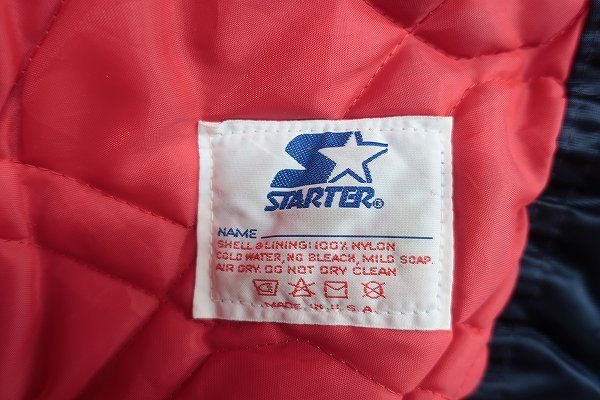 STARTER®
NAME
SHELL & LINING: 100% NYLON
COLD WATER, NO BLEACH, MILD SOAP.
AIR DRY. DO NOT DRY CLEAN
MADE IN U.S.A.